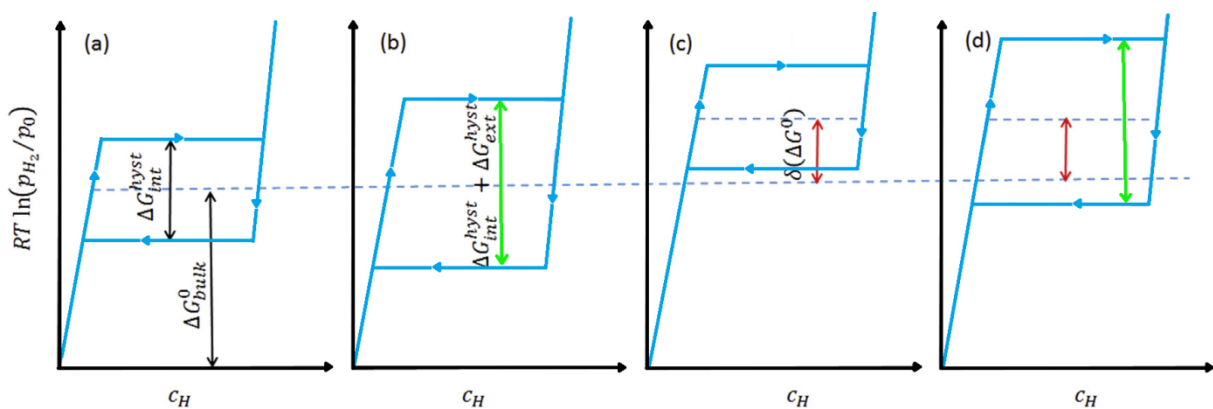 (a)
(b)
(c)
(d)
RT ln(p_{H_2}/p_0)
ΔG_{int}^{hyst}
ΔG_{bulk}^{0}
ΔG_{int}^{hyst} + ΔG_{ext}^{hyst}
δ(ΔG^0)
c_H
c_H
c_H
c_H